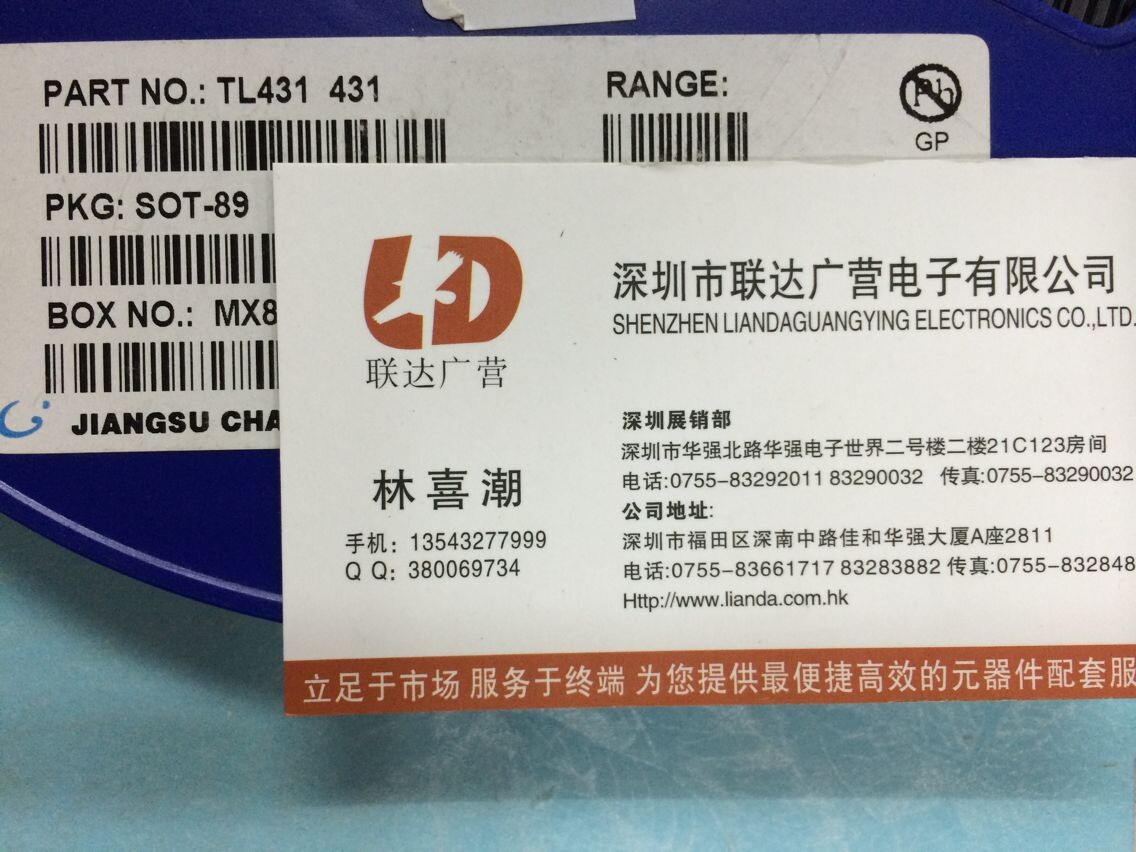 PART NO.: TL431 431
RANGE:
Pb
GP
PKG: SOT-89
BOX NO.: MX8
JIANGSU CHA
LD
联达广营
深圳市联达广营电子有限公司
SHENZHEN LIANDAGUANGYING ELECTRONICS CO.,LTD.
林喜潮
手机：13543277999
Q Q：380069734
深圳展销部
深圳市华强北路华强电子世界二号楼二楼21C123房间
电话:0755-83292011 83290032 传真:0755-83290032
公司地址:
深圳市福田区深南中路佳和华强大厦A座2811
电话:0755-83661717 83283882 传真:0755-832848
Http://www.lianda.com.hk
立足于市场 服务于终端 为您提供最便捷高效的元器件配套服